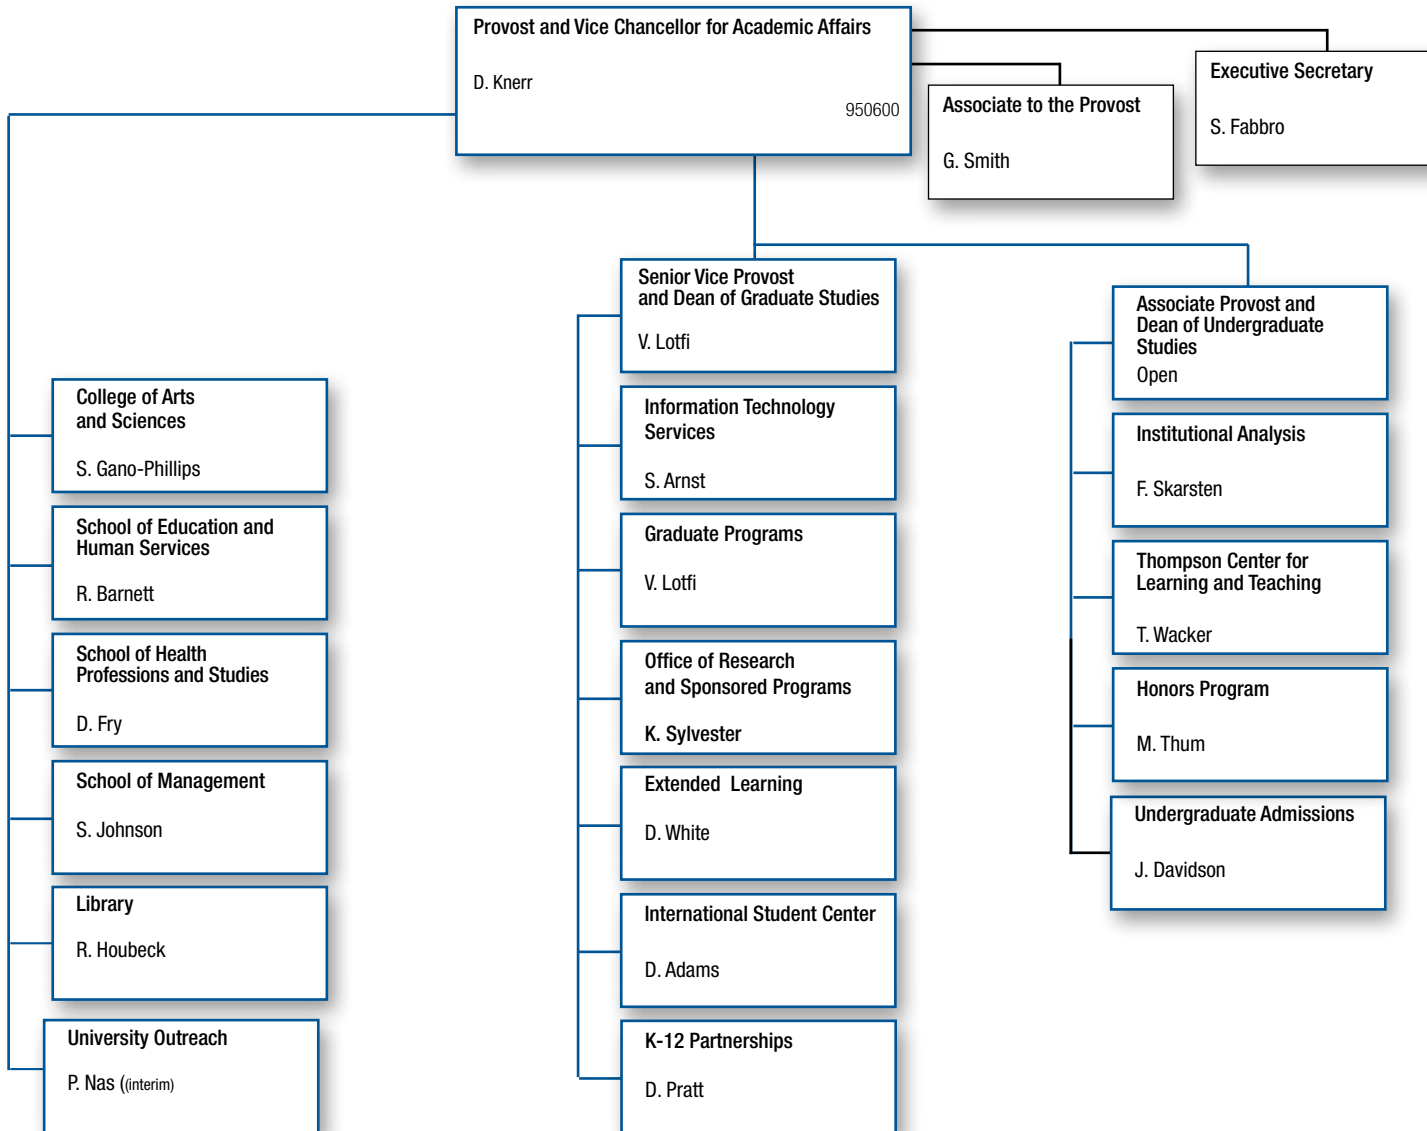 Provost and Vice Chancellor for Academic Affairs
D. Knerr
950600
Executive Secretary
S. Fabbro
Associate to the Provost
G. Smith
College of Arts
and Sciences
S. Gano-Phillips
School of Education and
Human Services
R. Barnett
School of Health
Professions and Studies
D. Fry
School of Management
S. Johnson
Library
R. Houbeck
University Outreach
P. Nas ((interim)
Senior Vice Provost
and Dean of Graduate Studies
V. Lotfi
Information Technology
Services
S. Arnst
Graduate Programs
V. Lotfi
Office of Research
and Sponsored Programs
K. Sylvester
Extended  Learning
D. White
International Student Center
D. Adams
K-12 Partnerships
D. Pratt
Associate Provost and
Dean of Undergraduate
Studies
Open
Institutional Analysis
F. Skarsten
Thompson Center for
Learning and Teaching
T. Wacker
Honors Program
M. Thum
Undergraduate Admissions
J. Davidson